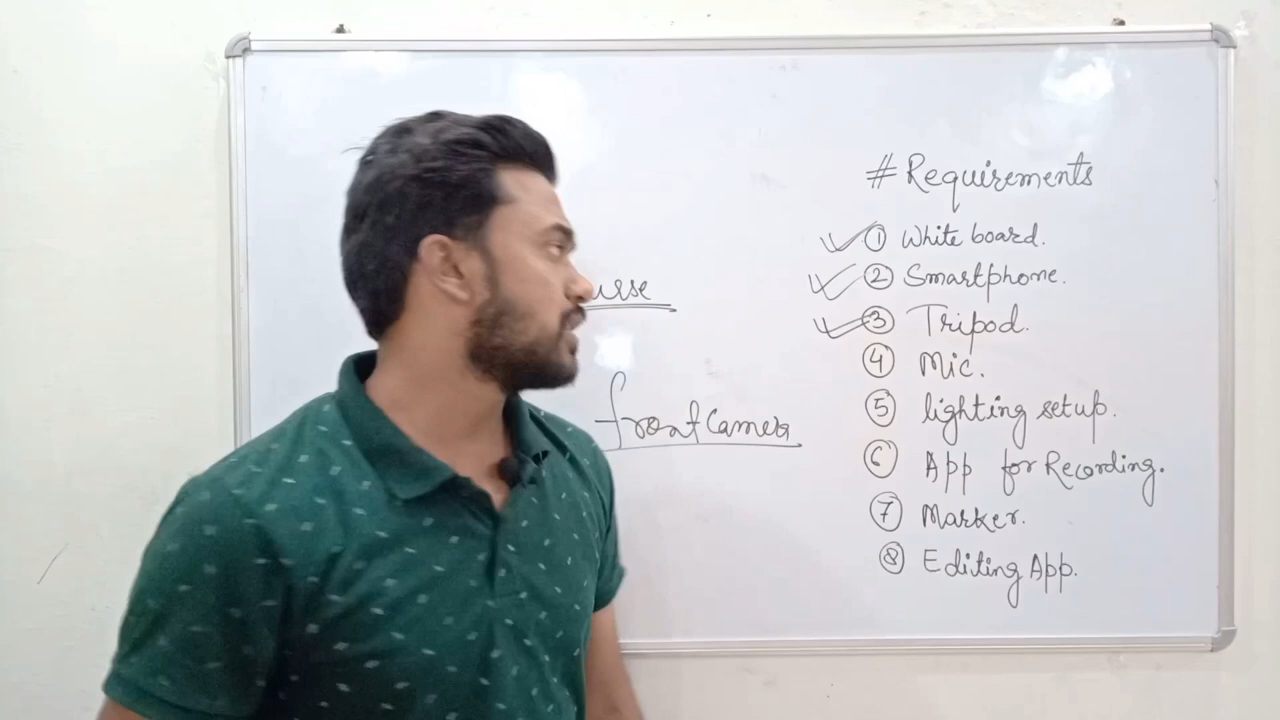 # Requirements
① White board.
② Smartphone.
③ Tripod.
④ Mic.
⑤ lighting setup.
⑥ App for Recording.
⑦ Marker.
⑧ Editing App.
front Camera